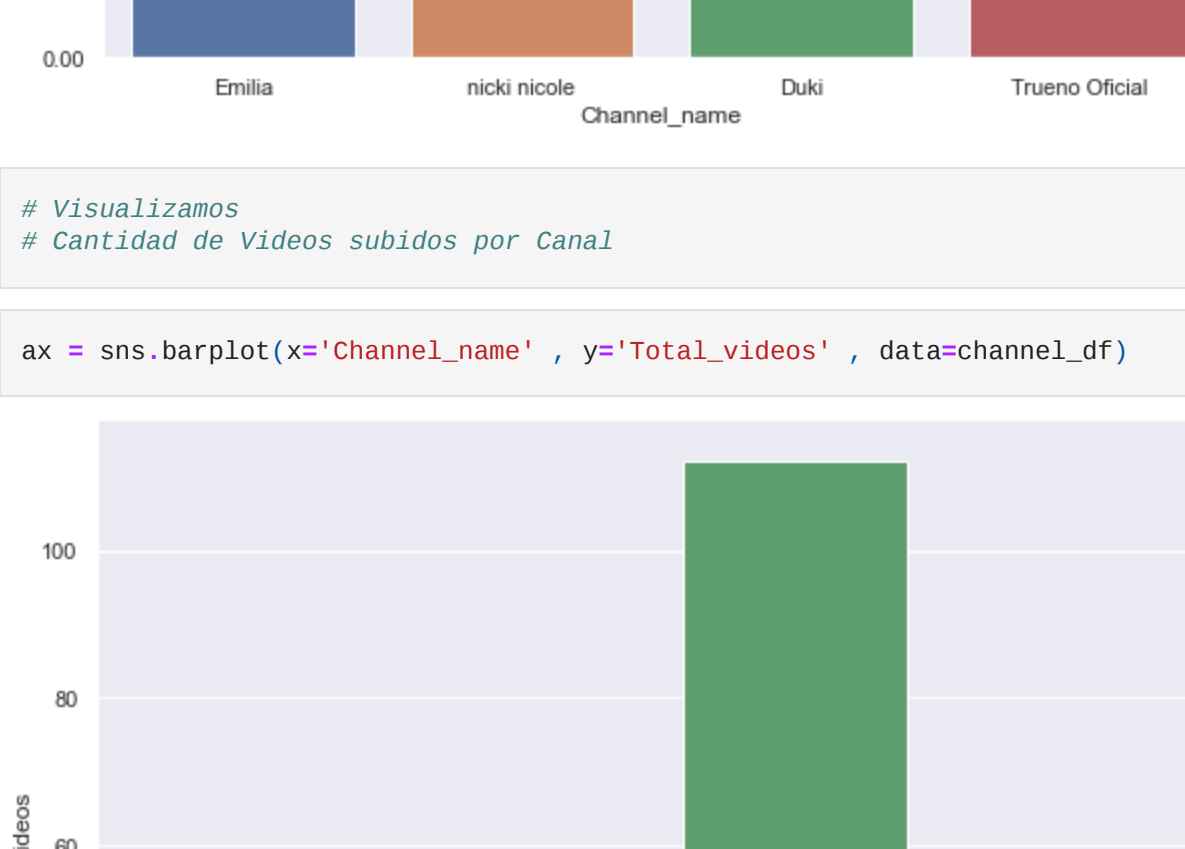 0.00
Emilia nicki nicole Duki Trueno Oficial
Channel_name
# Visualizamos
# Cantidad de Videos subidos por Canal
ax = sns.barplot(x='Channel_name' , y='Total_videos' , data=channel_df)
100
80
60